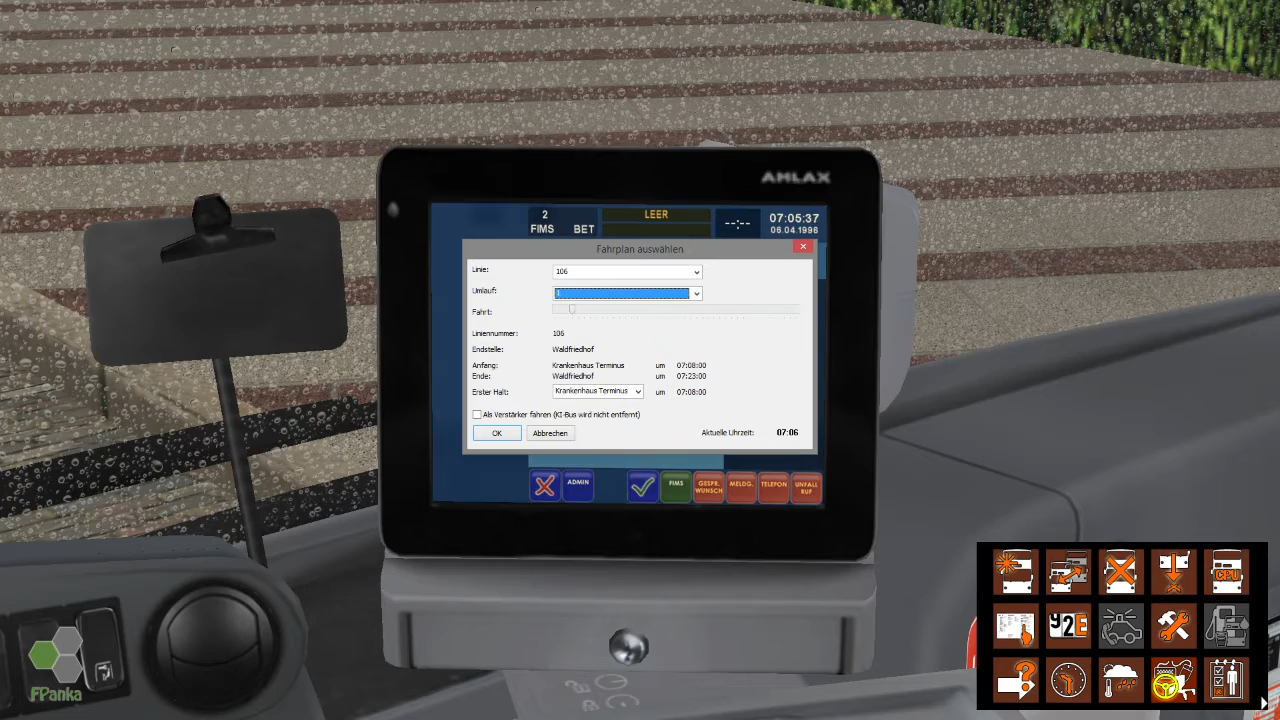 AMLAX
2
FIMS BET
LEER
--:--
07:05:37
06.04.1996
Fahrplan auswählen
Linie: 106
Umlauf: 1
Fahrt:
Liniennummer: 106
Endstelle: Waldfriedhof
Anfang: Krankenhaus Terminus um 07:08:00
Ende: Waldfriedhof um 07:23:00
Erster Halt: Krankenhaus Terminus um 07:08:00
Als Verstärker fahren (KI-Bus wird nicht entfernt)
OK Abbrechen Aktuelle Uhrzeit: 07:06
ADMIN
FIMS
GESPR.
WUNSCH
MELDG.
TELEFON
UNFALL
RUF
CPU
92E
FPanka